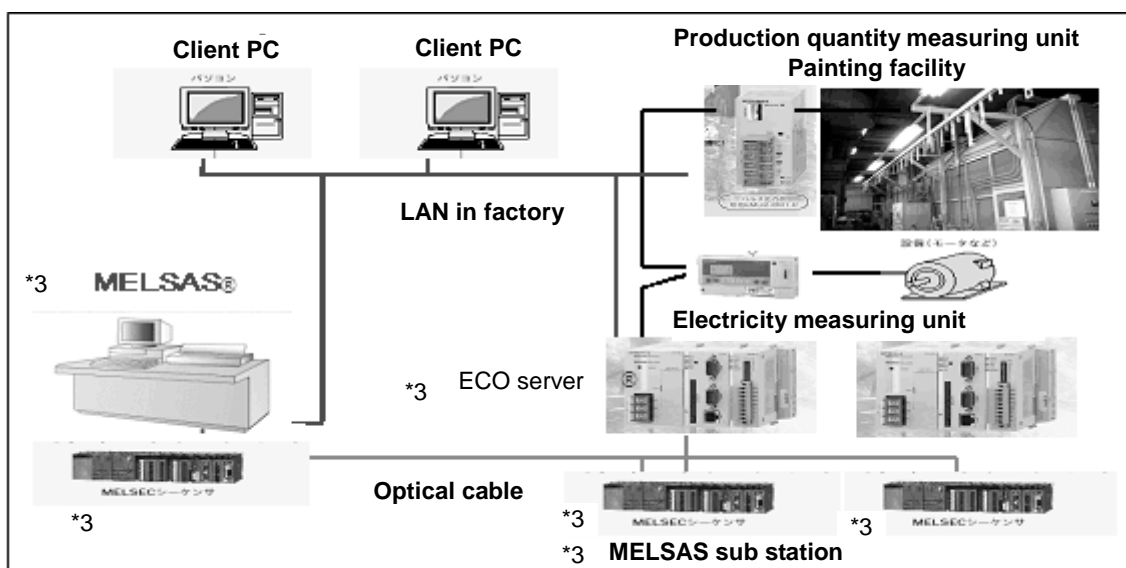 Client PC
Client PC
Production quantity measuring unit
Painting facility
パソコン
パソコン
LAN in factory
設備(モータなど)
*3
MELSAS®
Electricity measuring unit
*3
ECO server
®
MELSECシーケンサ
*3
Optical cable
*3
MELSECシーケンサ
*3
MELSECシーケンサ
*3
MELSAS sub station